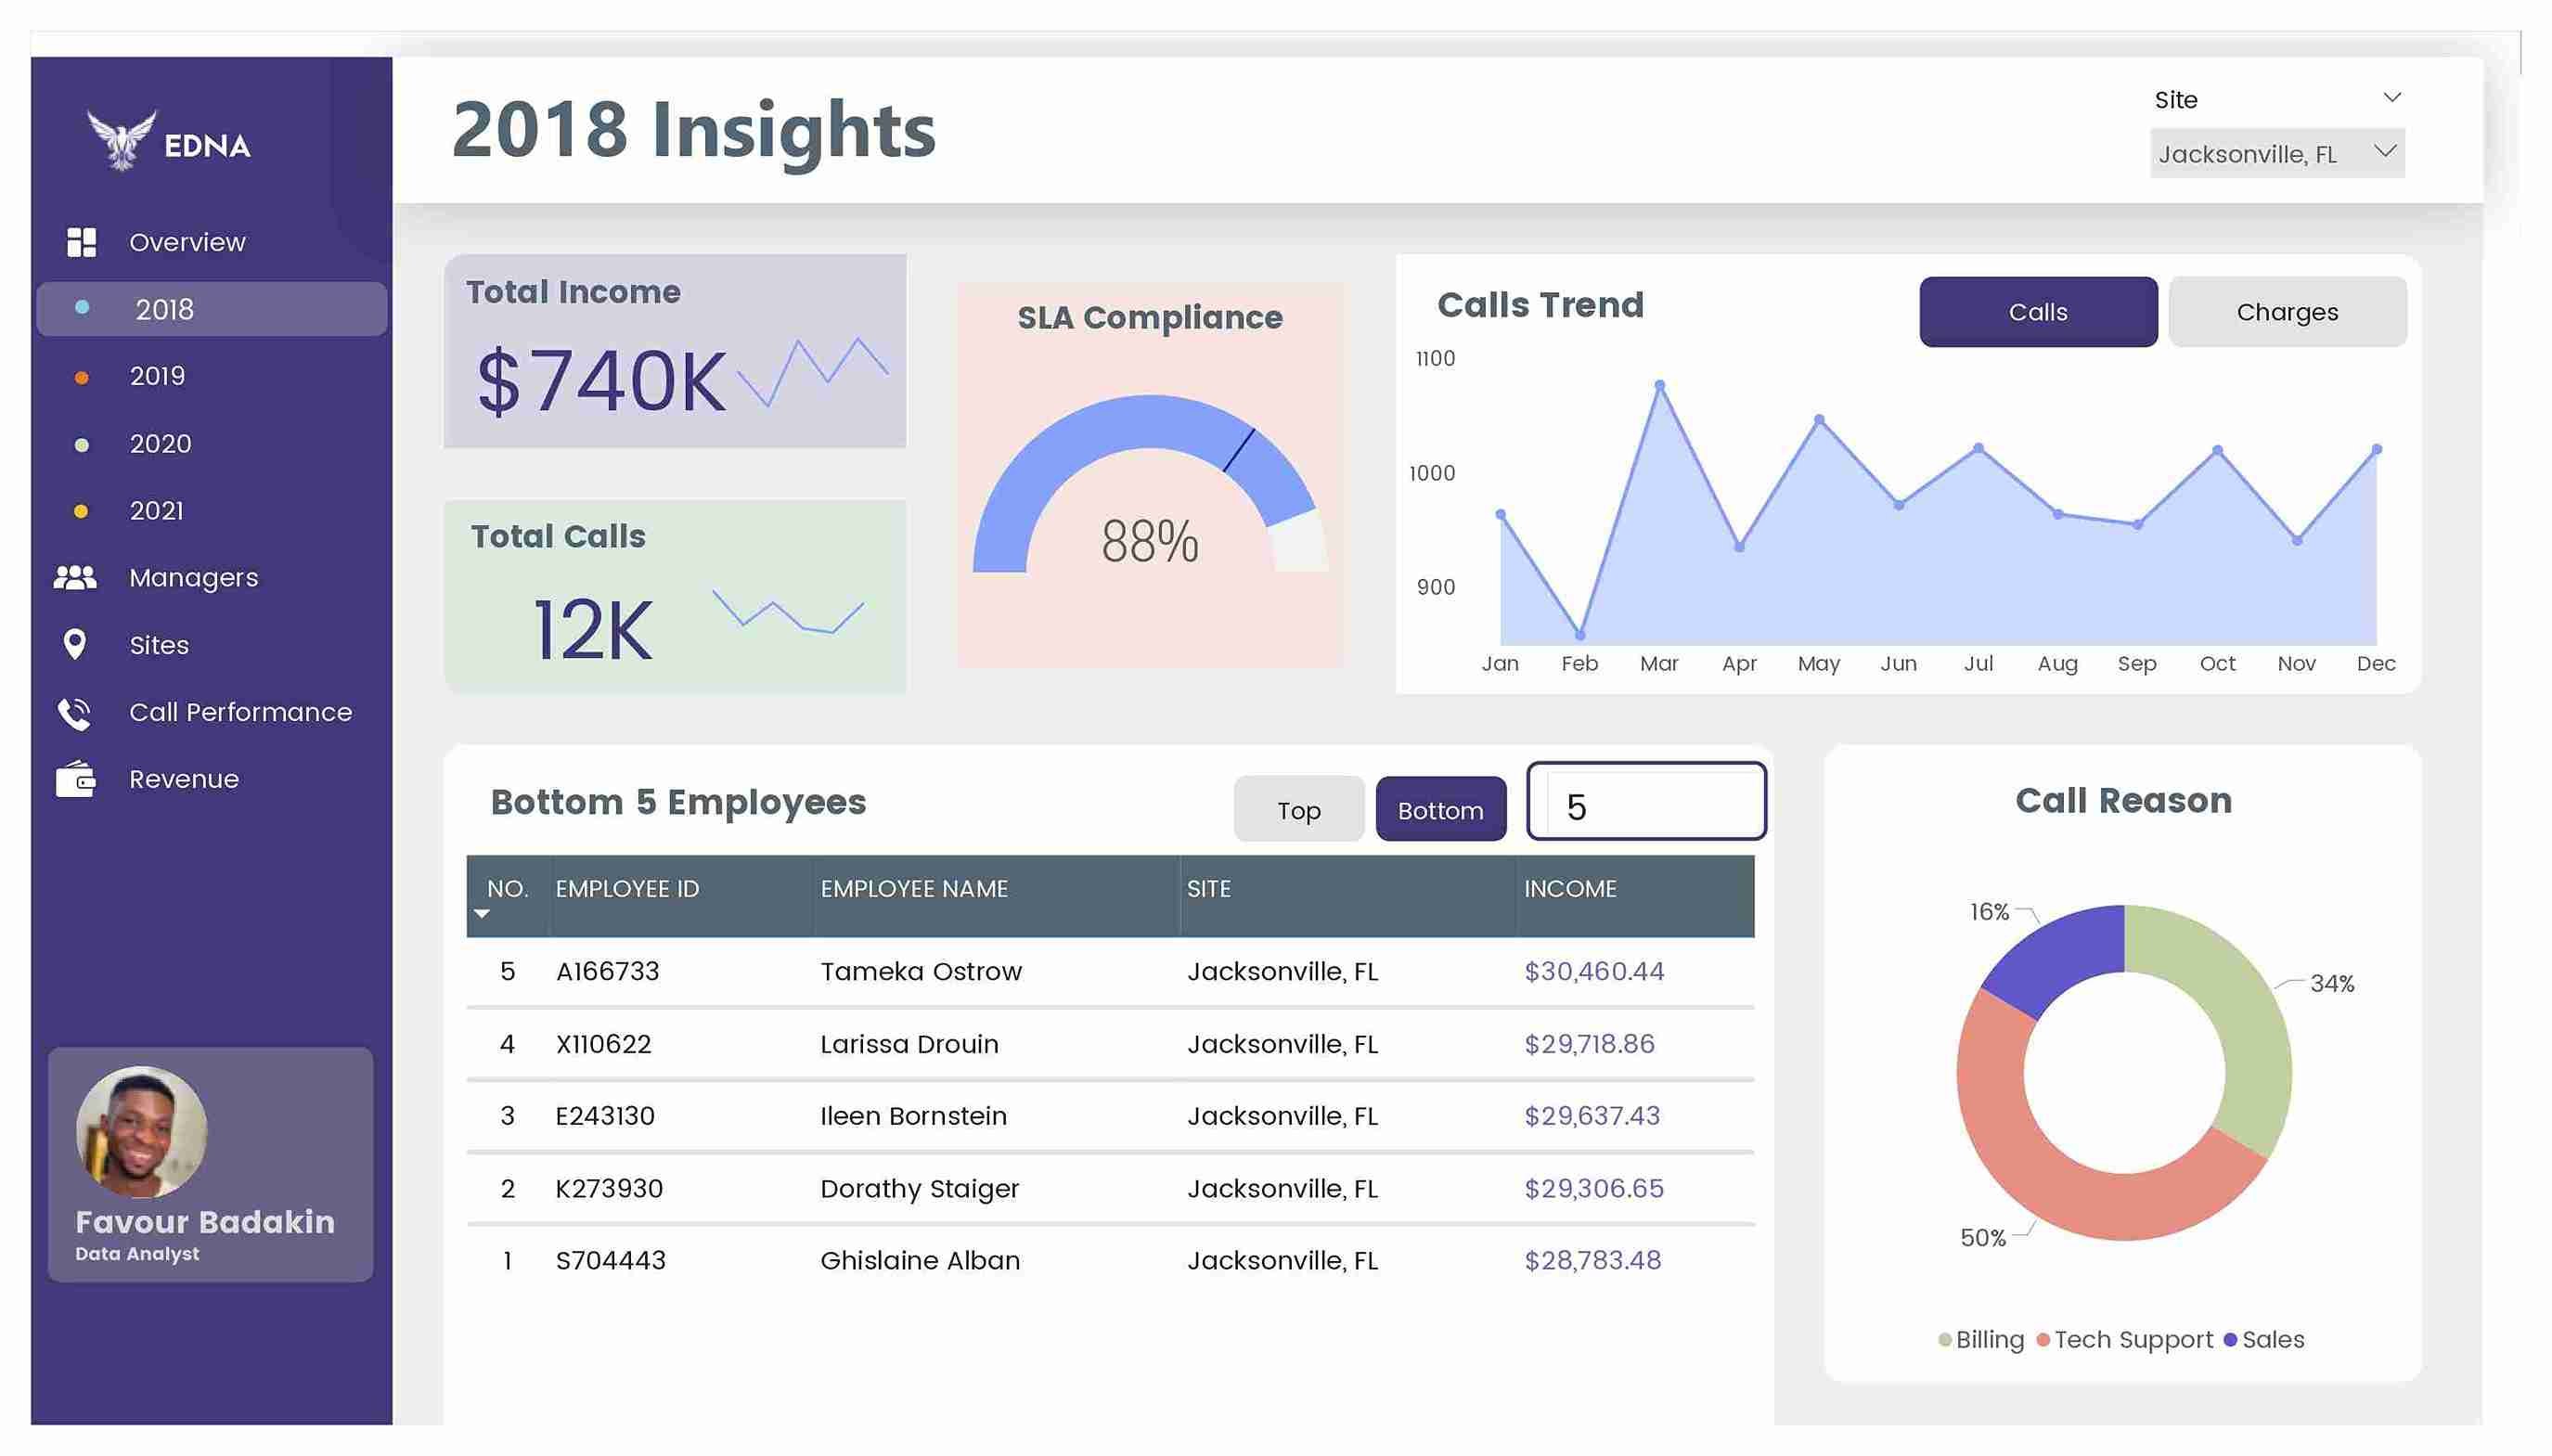 EDNA
Overview
2018
2019
2020
2021
Managers
Sites
Call Performance
Revenue
Favour Badakin
Data Analyst
2018 Insights
Site
Jacksonville, FL
Total Income
$740K
Total Calls
12K
SLA Compliance
88%
Calls Trend
Calls
Charges
1100
1000
900
Jan Feb Mar Apr May Jun Jul Aug Sep Oct Nov Dec
Bottom 5 Employees
Top
Bottom
5
NO. EMPLOYEE ID EMPLOYEE NAME SITE INCOME
5 A166733 Tameka Ostrow Jacksonville, FL $30,460.44
4 X110622 Larissa Drouin Jacksonville, FL $29,718.86
3 E243130 Ileen Bornstein Jacksonville, FL $29,637.43
2 K273930 Dorathy Staiger Jacksonville, FL $29,306.65
1 S704443 Ghislaine Alban Jacksonville, FL $28,783.48
Call Reason
16%
34%
50%
Billing Tech Support Sales